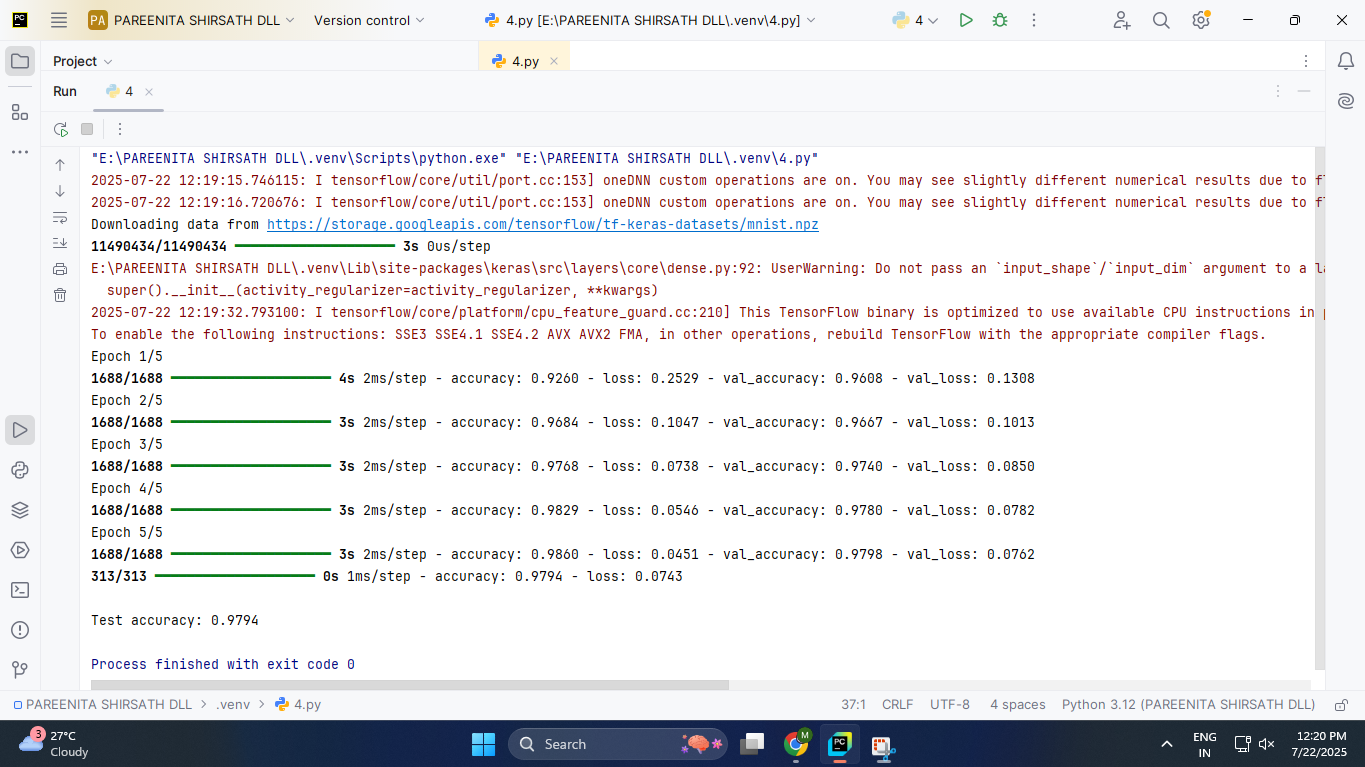 PC
PA PAREENITA SHIRSATH DLL Version control 4.py [E:\PAREENITA SHIRSATH DLL\.venv\4.py] 4
Project 4.py
Run 4
"E:\PAREENITA SHIRSATH DLL\.venv\Scripts\python.exe" "E:\PAREENITA SHIRSATH DLL\.venv\4.py"
2025-07-22 12:19:15.746115: I tensorflow/core/util/port.cc:153] oneDNN custom operations are on. You may see slightly different numerical results due to
2025-07-22 12:19:16.720676: I tensorflow/core/util/port.cc:153] oneDNN custom operations are on. You may see slightly different numerical results due to
Downloading data from https://storage.googleapis.com/tensorflow/tf-keras-datasets/mnist.npz
11490434/11490434 3s 0us/step
E:\PAREENITA SHIRSATH DLL\.venv\Lib\site-packages\keras\src\layers\core\dense.py:92: UserWarning: Do not pass an `input_shape`/`input_dim` argument to a
super().__init__(activity_regularizer=activity_regularizer, **kwargs)
2025-07-22 12:19:32.793100: I tensorflow/core/platform/cpu_feature_guard.cc:210] This TensorFlow binary is optimized to use available CPU instructions in
To enable the following instructions: SSE3 SSE4.1 SSE4.2 AVX AVX2 FMA, in other operations, rebuild TensorFlow with the appropriate compiler flags.
Epoch 1/5
1688/1688 4s 2ms/step - accuracy: 0.9260 - loss: 0.2529 - val_accuracy: 0.9608 - val_loss: 0.1308
Epoch 2/5
1688/1688 3s 2ms/step - accuracy: 0.9684 - loss: 0.1047 - val_accuracy: 0.9667 - val_loss: 0.1013
Epoch 3/5
1688/1688 3s 2ms/step - accuracy: 0.9768 - loss: 0.0738 - val_accuracy: 0.9740 - val_loss: 0.0850
Epoch 4/5
1688/1688 3s 2ms/step - accuracy: 0.9829 - loss: 0.0546 - val_accuracy: 0.9780 - val_loss: 0.0782
Epoch 5/5
1688/1688 3s 2ms/step - accuracy: 0.9860 - loss: 0.0451 - val_accuracy: 0.9798 - val_loss: 0.0762
313/313 0s 1ms/step - accuracy: 0.9794 - loss: 0.0743
Test accuracy: 0.9794
Process finished with exit code 0
PAREENITA SHIRSATH DLL > .venv > 4.py 37:1 CRLF UTF-8 4 spaces Python 3.12 (PAREENITA SHIRSATH DLL)
3 27°C Search M PC ENG 12:20 PM
Cloudy IN 7/22/2025